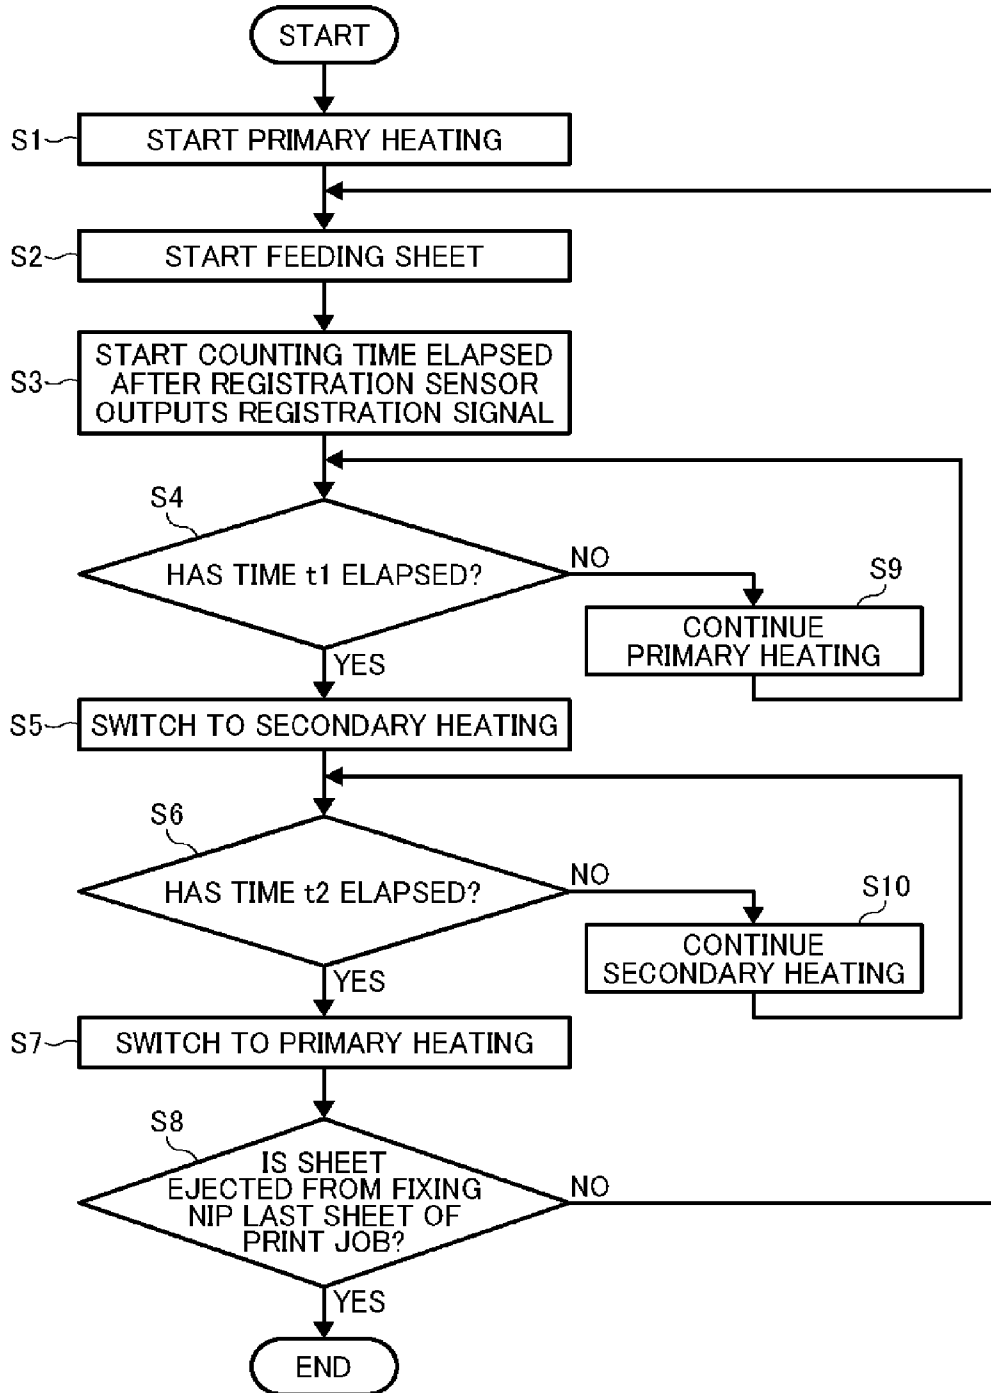 START
S1
START PRIMARY HEATING
S2
START FEEDING SHEET
S3
START COUNTING TIME ELAPSED
AFTER REGISTRATION SENSOR
OUTPUTS REGISTRATION SIGNAL
S4
HAS TIME t1 ELAPSED?
NO
S9
CONTINUE
PRIMARY HEATING
YES
S5
SWITCH TO SECONDARY HEATING
S6
HAS TIME t2 ELAPSED?
NO
S10
CONTINUE
SECONDARY HEATING
YES
S7
SWITCH TO PRIMARY HEATING
S8
IS SHEET
EJECTED FROM FIXING
NIP LAST SHEET OF
PRINT JOB?
NO
YES
END